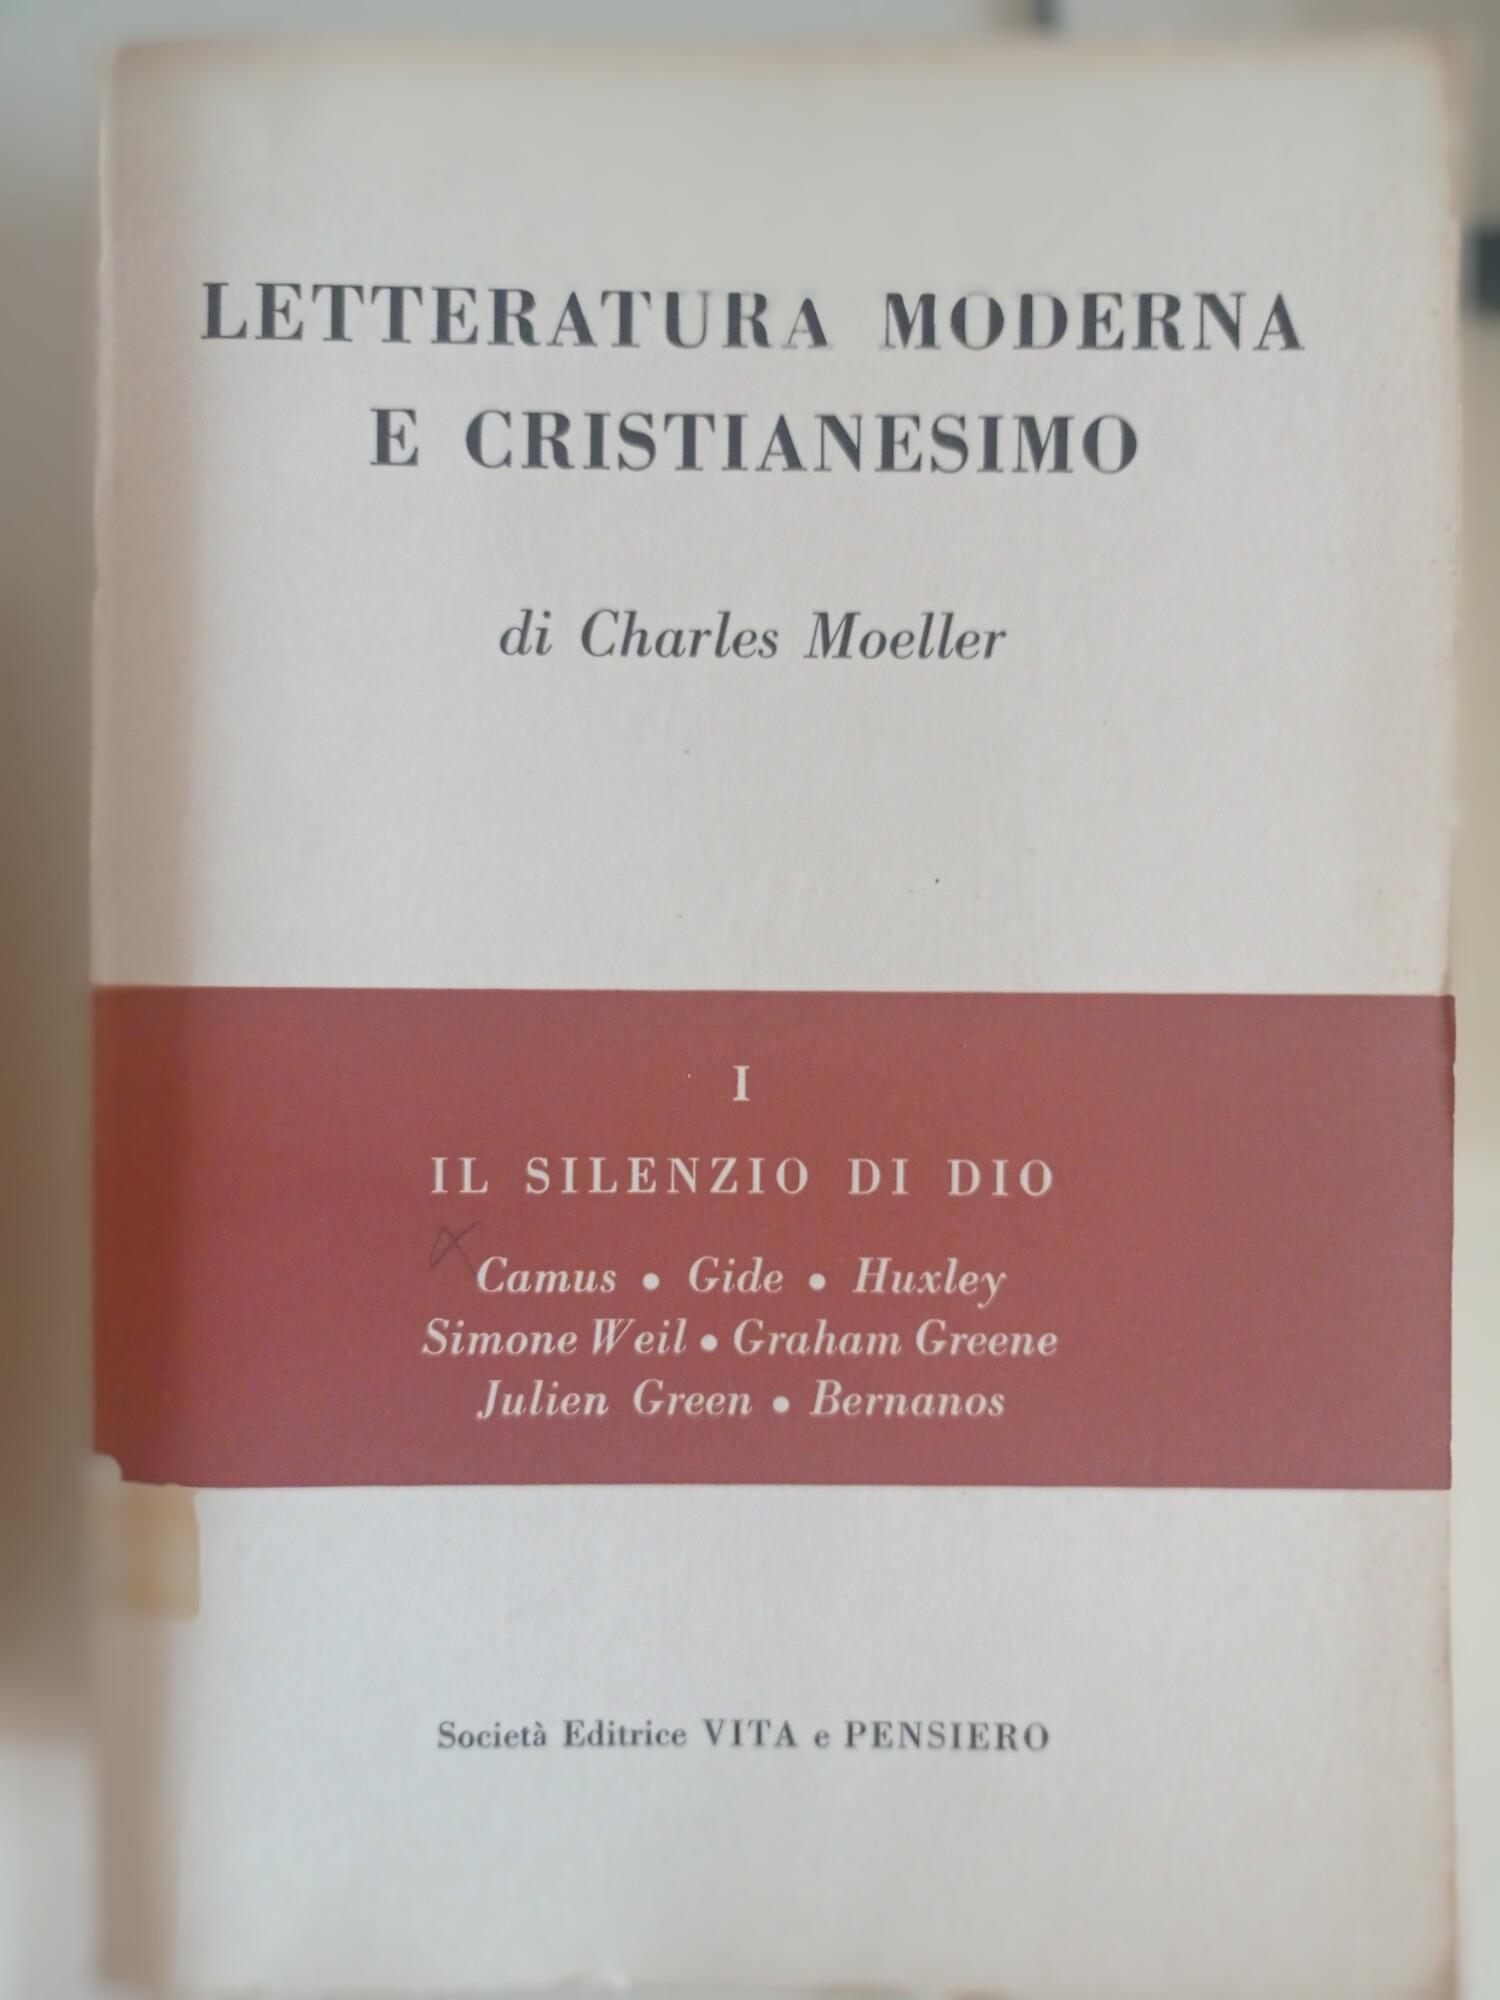 LETTERATURA MODERNA
E CRISTIANESIMO
di Charles Moeller
I
IL SILENZIO DI DIO
Camus • Gide • Huxley
Simone Weil • Graham Greene
Julien Green • Bernanos
Società Editrice VITA e PENSIERO